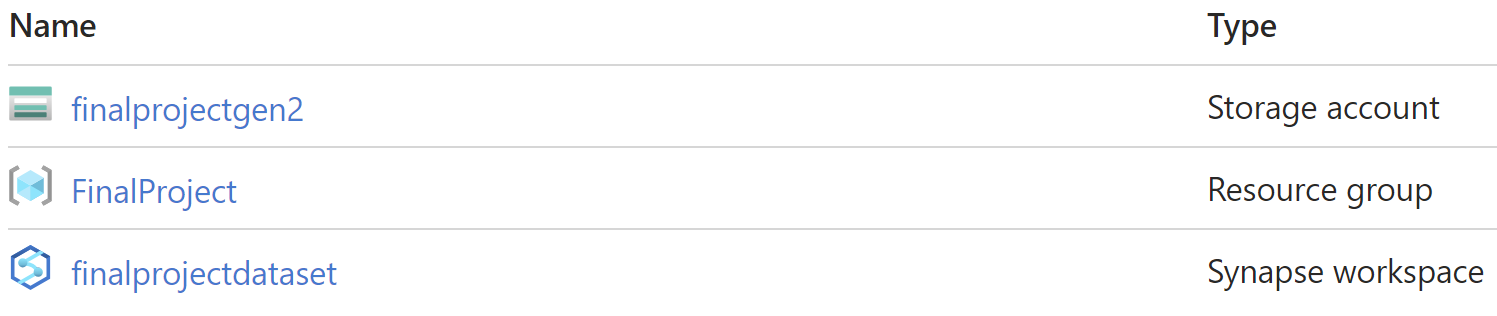 Name Type
finalprojectgen2 Storage account
FinalProject Resource group
finalprojectdataset Synapse workspace